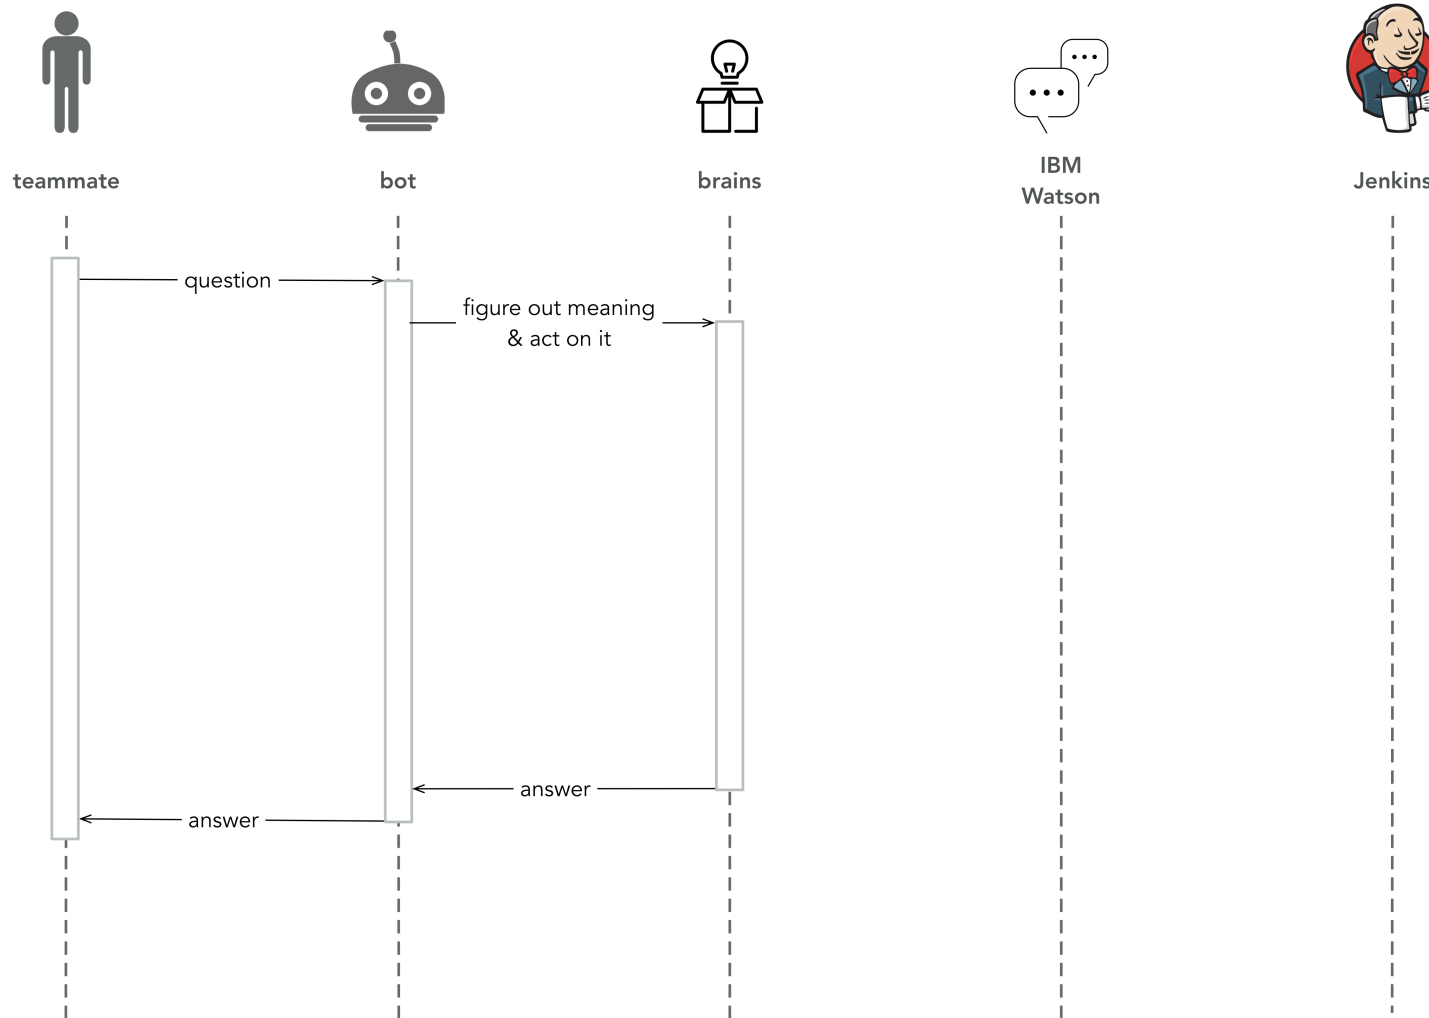 teammate
bot
brains
IBM
Watson
Jenkins
question
figure out meaning
& act on it
answer
answer